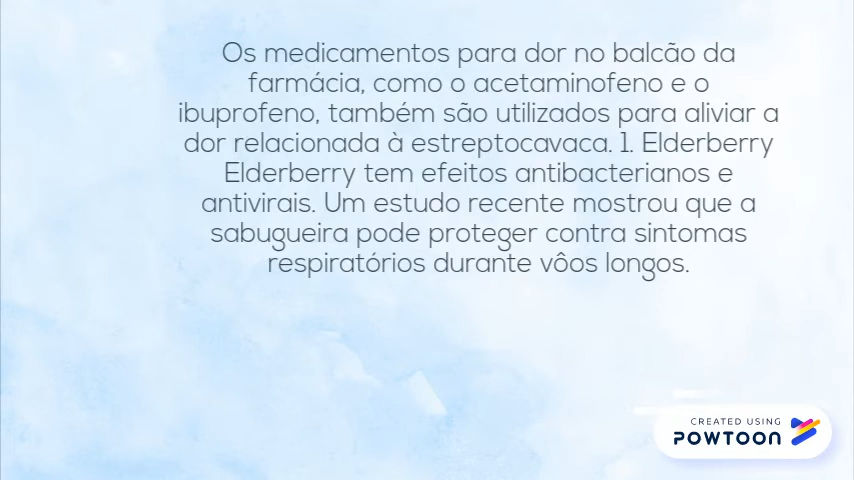 Os medicamentos para dor no balcão da
farmácia, como o acetaminofeno e o
ibuprofeno, também são utilizados para aliviar a
dor relacionada à estreptocavaca. 1. Elderberry
Elderberry tem efeitos antibacterianos e
antivirais. Um estudo recente mostrou que a
sabugueira pode proteger contra sintomas
respiratórios durante vôos longos.
CREATED USING
POWTOON